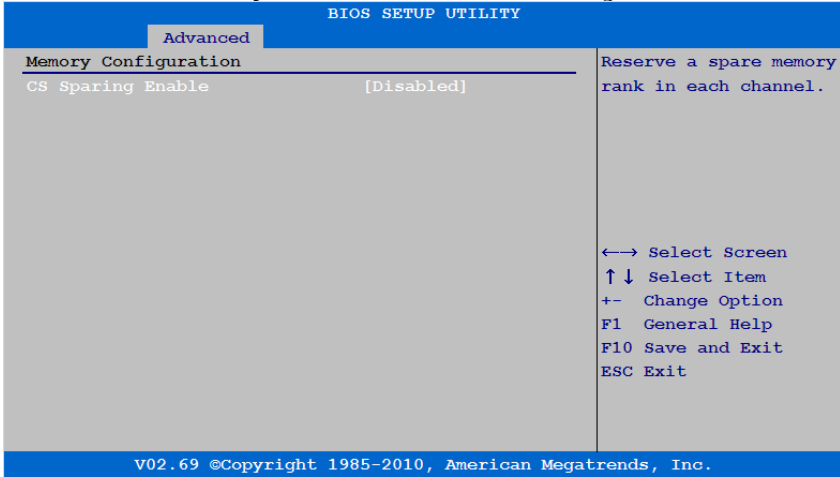 BIOS SETUP UTILITY
Advanced
Memory Configuration
CS Sparing Enable [Disabled]
Reserve a spare memory
rank in each channel.
←→ Select Screen
↑↓ Select Item
+- Change Option
F1 General Help
F10 Save and Exit
ESC Exit
V02.69 ©Copyright 1985-2010, American Megatrends, Inc.